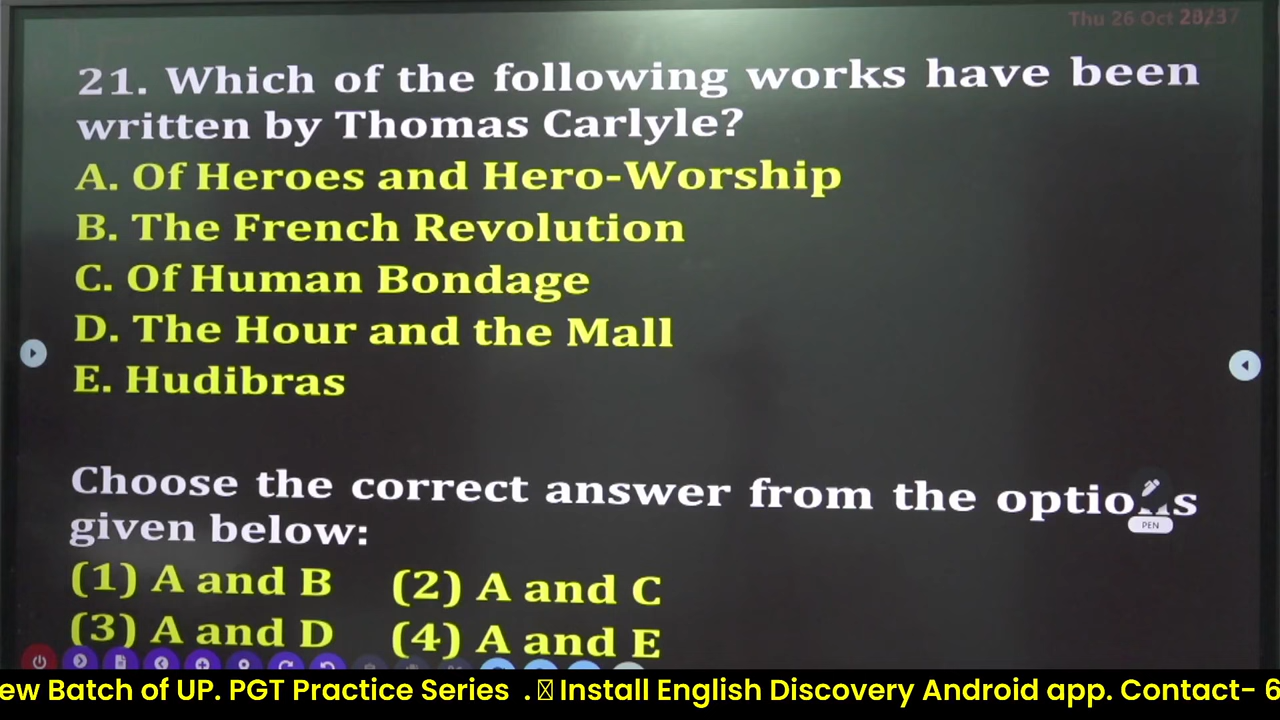 Thu 26 Oct 23/37
21. Which of the following works have been
written by Thomas Carlyle?
A. Of Heroes and Hero-Worship
B. The French Revolution
C. Of Human Bondage
D. The Hour and the Mall
E. Hudibras
Choose the correct answer from the options
given below:
PEN
(1) A and B (2) A and C
(3) A and D (4) A and E
ew Batch of UP. PGT Practice Series . Install English Discovery Android app. Contact- 6